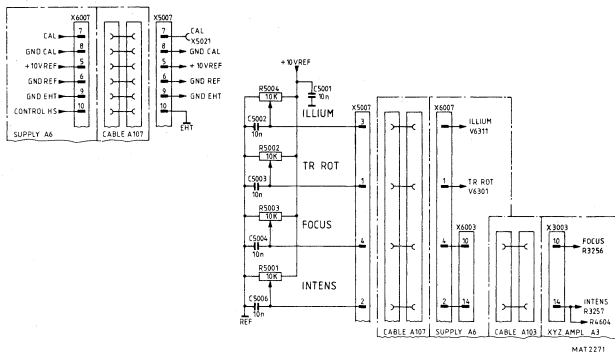 X6007 X5007
CAL 7 7 CAL X5021
GND CAL 8 8 GND CAL
+10VREF 5 5 +10VREF
GNDREF 6 6 GND REF
GND EHT 9 9 GND EHT
CONTROL HS 10 10
EHT
SUPPLY A6 CABLE A107
+10VREF
C5001
10n
R5004
10K
ILLIUM
C5002
10n
R5002
10K
TR ROT
C5003
10n
R5003
10K
FOCUS
C5004
10n
R5001
10K
INTENS
C5006
10n
REF
X5007 X6007
3 3 ILLIUM
V6311
1 1 TR ROT
V6301
X6003 X3003
4 4 10 10 FOCUS
R3256
2 2 14 14 INTENS
R3257
R4604
CABLE A107 SUPPLY A6 CABLE A103 XYZ AMPL A3
MAT2271